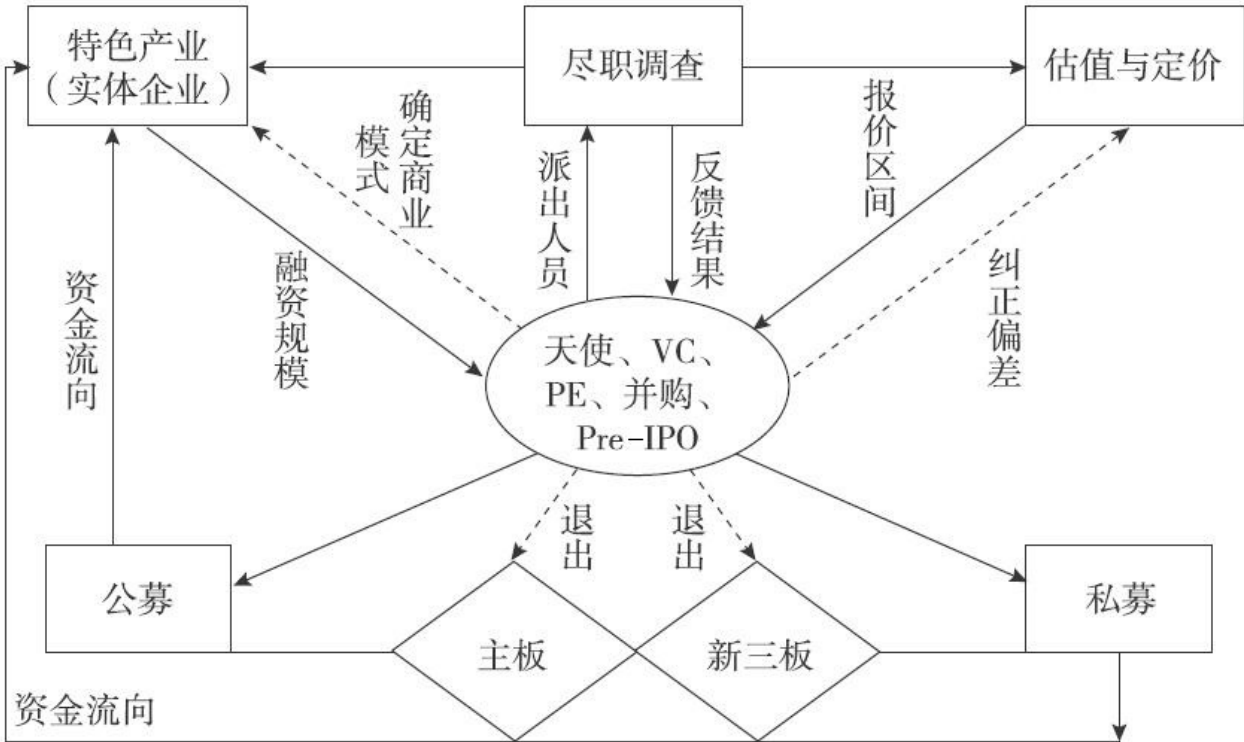 特色产业
（实体企业）
尽职调查
估值与定价
确定商业
模式
派出人员
反馈结果
报价区间
融资规模
资金流向
纠正偏差
天使、VC、
PE、并购、
Pre-IPO
退出
退出
公募
私募
主板
新三板
资金流向